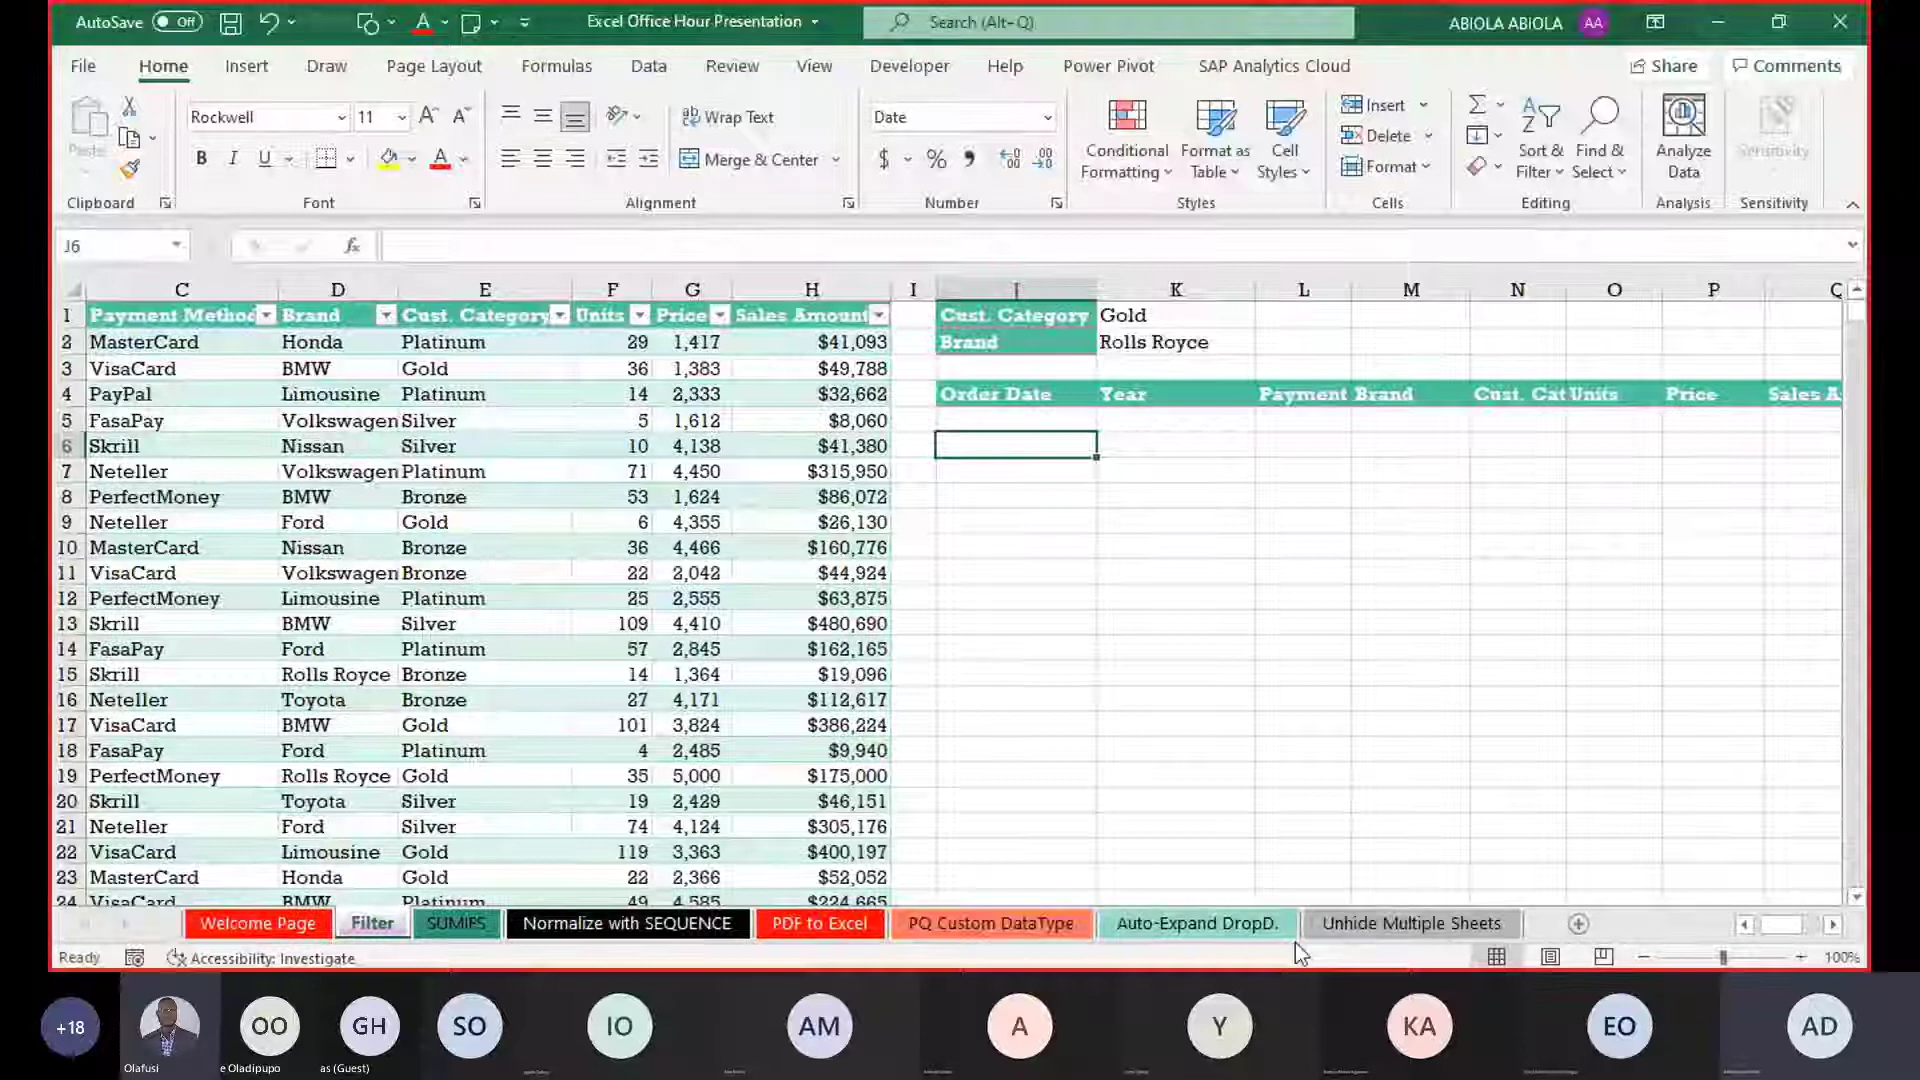 AutoSave Off Excel Office Hour Presentation Search (Alt+Q) ABIOLA ABIOLA AA
File Home Insert Draw Page Layout Formulas Data Review View Developer Help Power Pivot SAP Analytics Cloud Share Comments
Paste Rockwell 11 Wrap Text Date Conditional Formatting Format as Table Cell Styles Insert Sort & Filter Find & Select Analyze Data Sensitivity
Delete
B I U Merge & Center $ % Format
Clipboard Font Alignment Number Styles Cells Editing Analysis Sensitivity
J6 fx
C D E F G H I J K L M N O P Q
1 Payment Method Brand Cust. Category Units Price Sales Amount Cust. Category Gold
2 MasterCard Honda Platinum 29 1,417 $41,093 Brand Rolls Royce
3 VisaCard BMW Gold 36 1,383 $49,788
4 PayPal Limousine Platinum 14 2,333 $32,662 Order Date Year Payment Brand Cust. Cat Units Price Sales A
5 FasaPay Volkswagen Silver 5 1,612 $8,060
6 Skrill Nissan Silver 10 4,138 $41,380
7 Neteller Volkswagen Platinum 71 4,450 $315,950
8 PerfectMoney BMW Bronze 53 1,624 $86,072
9 Neteller Ford Gold 6 4,355 $26,130
10 MasterCard Nissan Bronze 36 4,466 $160,776
11 VisaCard Volkswagen Bronze 22 2,042 $44,924
12 PerfectMoney Limousine Platinum 25 2,555 $63,875
13 Skrill BMW Silver 109 4,410 $480,690
14 FasaPay Ford Platinum 57 2,845 $162,165
15 Skrill Rolls Royce Bronze 14 1,364 $19,096
16 Neteller Toyota Bronze 27 4,171 $112,617
17 VisaCard BMW Gold 101 3,824 $386,224
18 FasaPay Ford Platinum 4 2,485 $9,940
19 PerfectMoney Rolls Royce Gold 35 5,000 $175,000
20 Skrill Toyota Silver 19 2,429 $46,151
21 Neteller Ford Silver 74 4,124 $305,176
22 VisaCard Limousine Gold 119 3,363 $400,197
23 MasterCard Honda Gold 22 2,366 $52,052
24 VisaCard BMW Platinum 49 4,585 $224,665
Welcome Page Filter SUMIFS Normalize with SEQUENCE PDF to Excel PQ Custom DataType Auto-Expand DropD. Unhide Multiple Sheets
Ready Accessibility: Investigate 100%
+18 OO GH SO IO AM A Y KA EO AD
Olafusi e Oladipupo as (Guest)